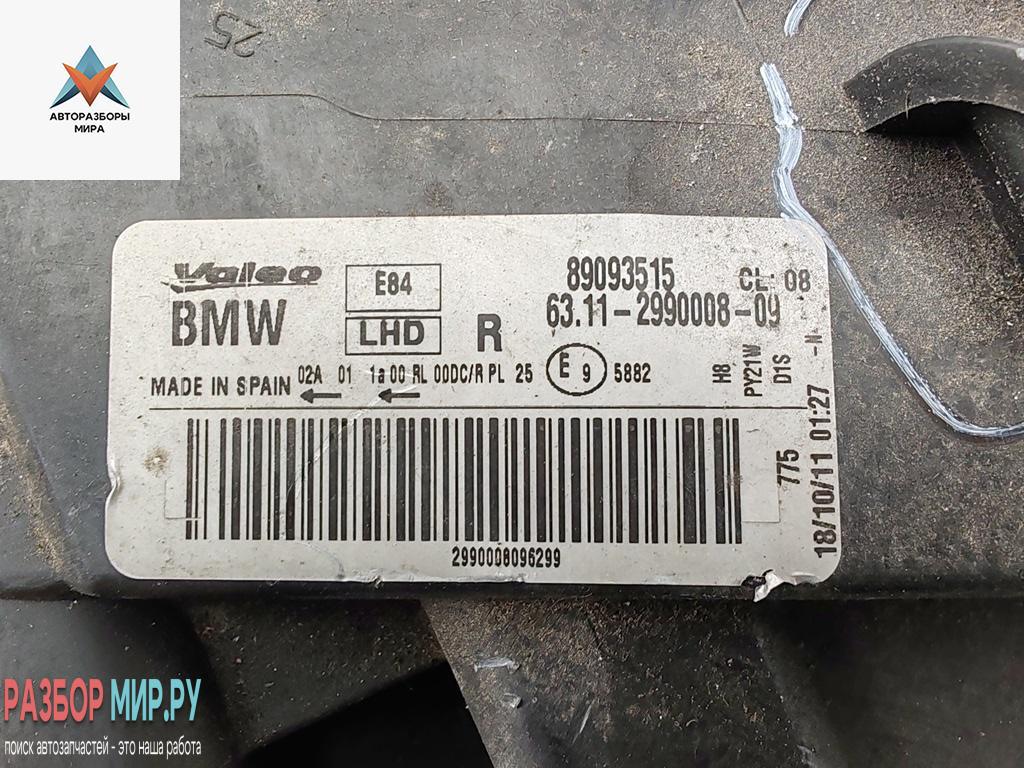 25
АВТОРАЗБОРЫ
МИРА
Valeo
BMW
E84
LHD
R
89093515 CL: 08
63.11-2990008-09
MADE IN SPAIN 02A 01 1a 00 RL 00DC/R PL 25 E 9 5882
H8
PY21W
D1S
-N
775
18/10/11 01:27
2990008096299
РАЗБОР МИР.РУ
поиск автозапчастей - это наша работа